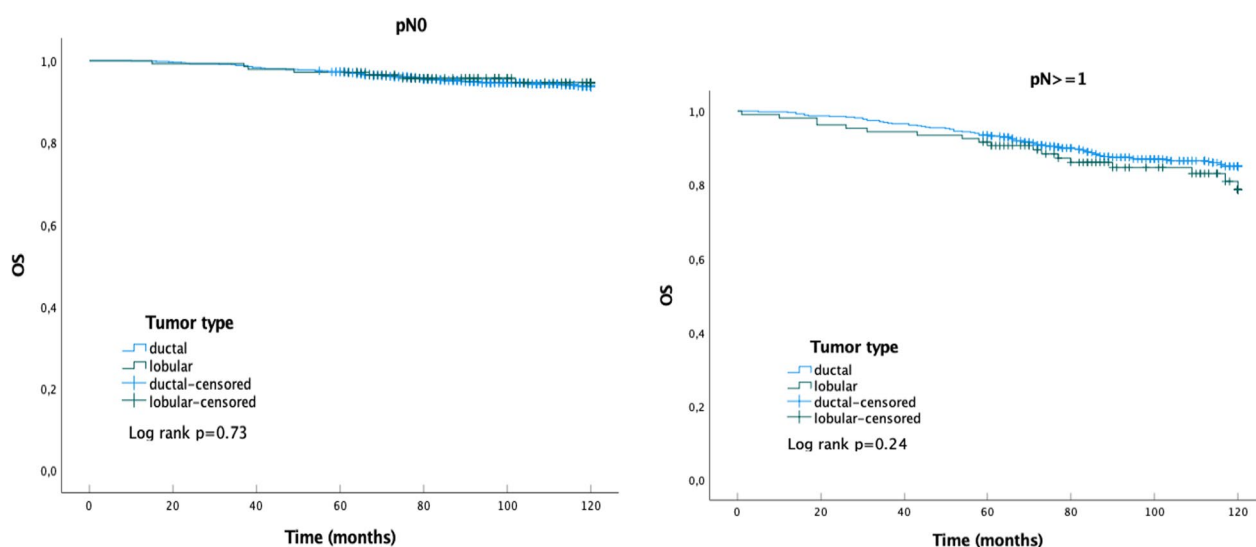 pN0
1,0
0,8
0,6
0,4
0,2
0,0
OS
Tumor type
ductal
lobular
ductal-censored
lobular-censored
Log rank p=0.73
0 20 40 60 80 100 120
Time (months)
pN>=1
1,0
0,8
0,6
0,4
0,2
0,0
OS
Tumor type
ductal
lobular
ductal-censored
lobular-censored
Log rank p=0.24
0 20 40 60 80 100 120
Time (months)